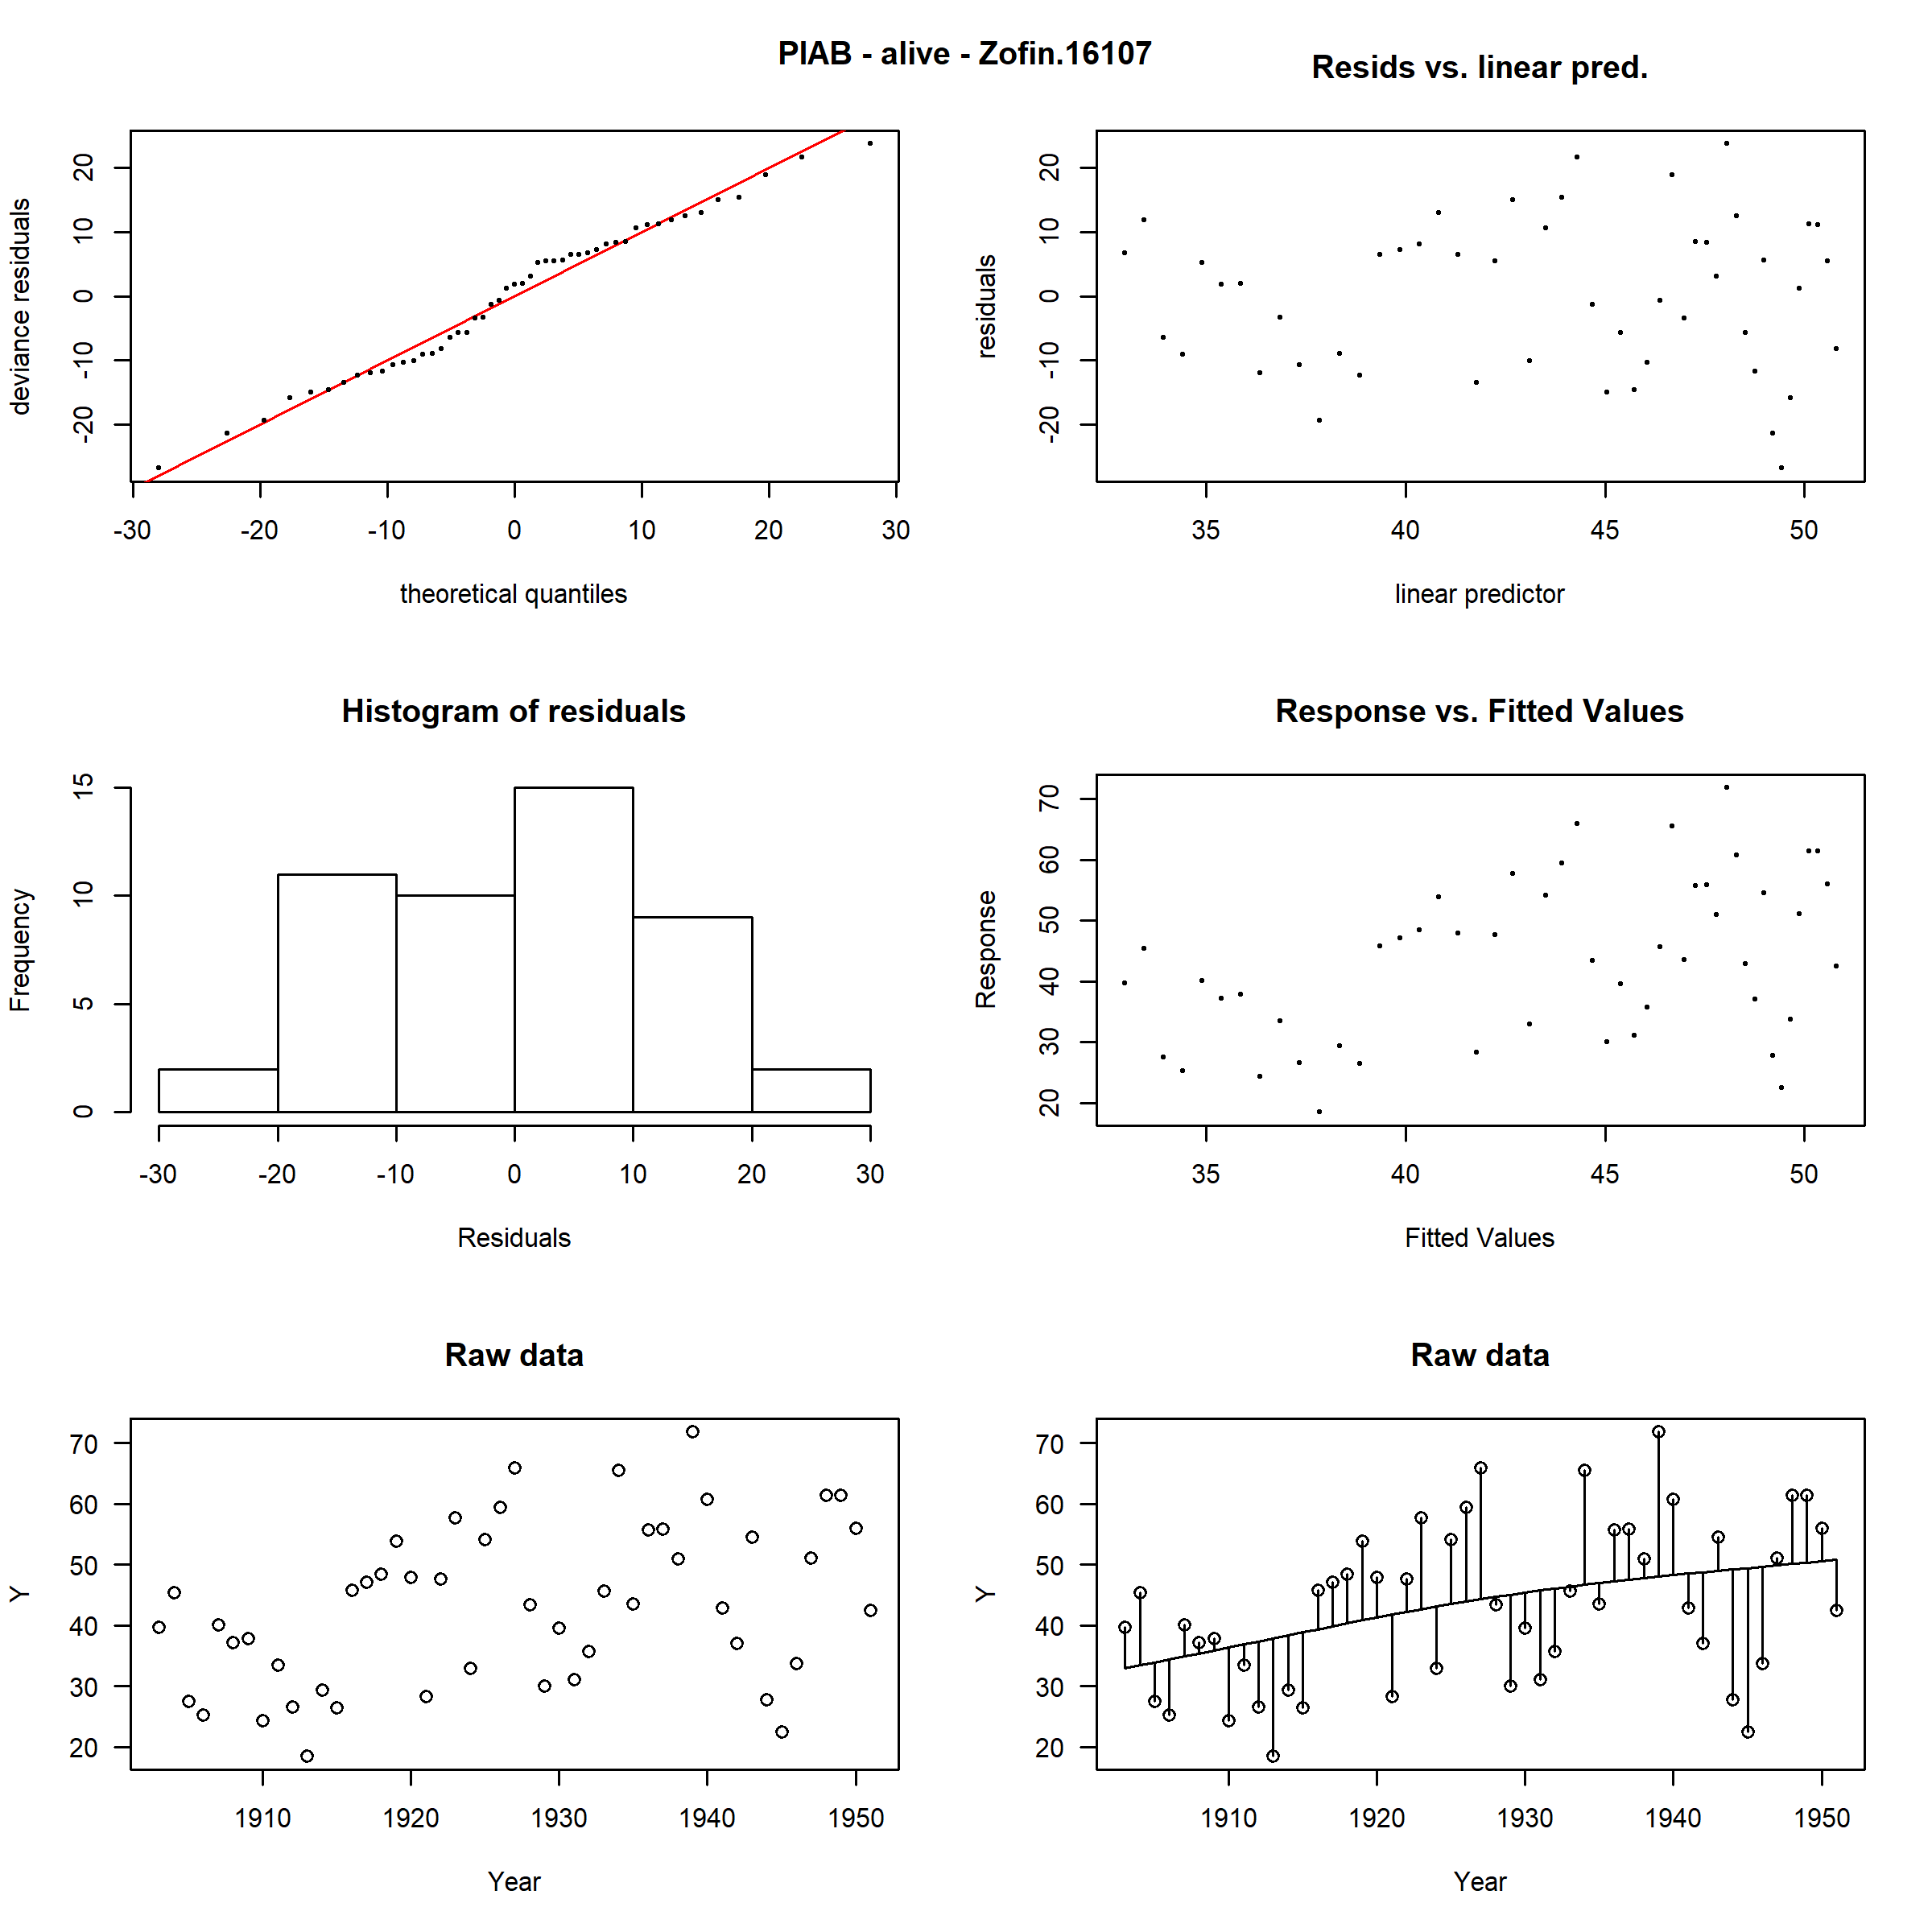 PIAB - alive - Zofin.16107
Resids vs. linear pred.
deviance residuals
20
10
0
-10
-20
-30 -20 -10 0 10 20 30
theoretical quantiles
residuals
20
10
0
-10
-20
35 40 45 50
linear predictor
Histogram of residuals
Frequency
15
10
5
0
-30 -20 -10 0 10 20 30
Residuals
Response vs. Fitted Values
Response
70
60
50
40
30
20
35 40 45 50
Fitted Values
Raw data
Y
70
60
50
40
30
20
1910 1920 1930 1940 1950
Year
Raw data
Y
70
60
50
40
30
20
1910 1920 1930 1940 1950
Year